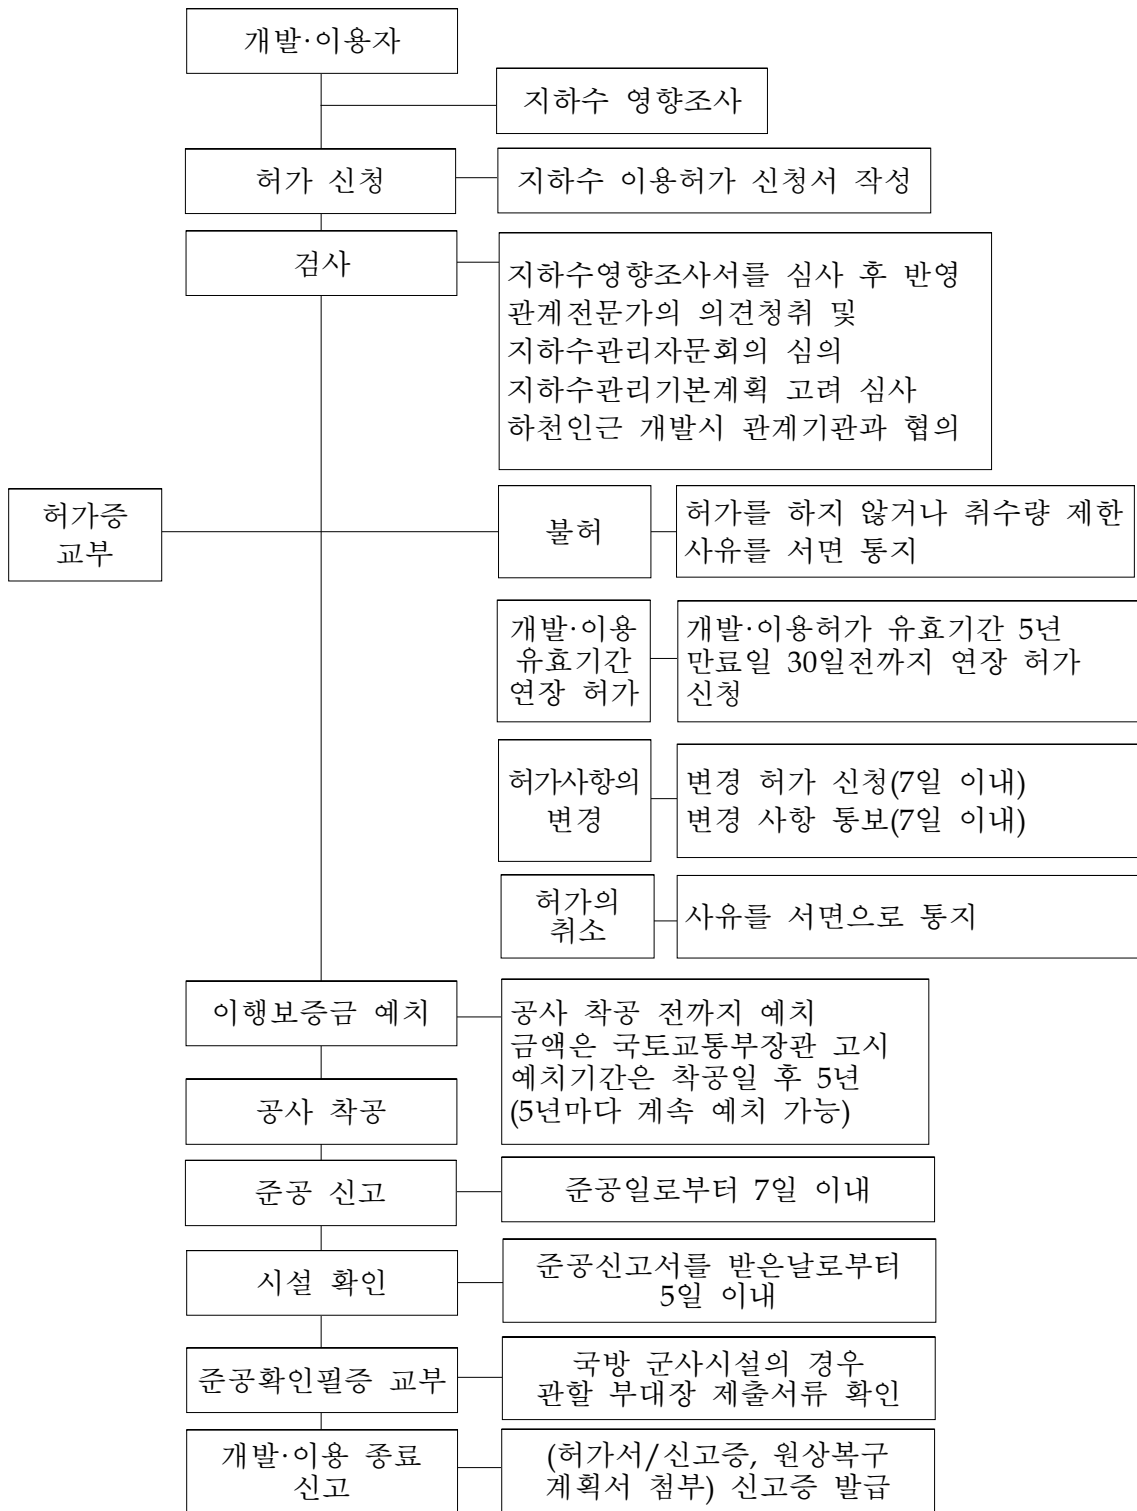 개발·이용자
지하수 영향조사
허가 신청
지하수 이용허가 신청서 작성
검사
지하수영향조사서를 심사 후 반영
관계전문가의 의견청취 및
지하수관리자문회의 심의
지하수관리기본계획 고려 심사
하천인근 개발시 관계기관과 협의
허가증
교부
불허
허가를 하지 않거나 취수량 제한
사유를 서면 통지
개발·이용
유효기간
연장 허가
개발·이용허가 유효기간 5년
만료일 30일전까지 연장 허가
신청
허가사항의
변경
변경 허가 신청(7일 이내)
변경 사항 통보(7일 이내)
허가의
취소
사유를 서면으로 통지
이행보증금 예치
공사 착공 전까지 예치
금액은 국토교통부장관 고시
예치기간은 착공일 후 5년
(5년마다 계속 예치 가능)
공사 착공
준공 신고
준공일로부터 7일 이내
시설 확인
준공신고서를 받은날로부터
5일 이내
준공확인필증 교부
국방 군사시설의 경우
관할 부대장 제출서류 확인
개발·이용 종료
신고
(허가서/신고증, 원상복구
계획서 첨부) 신고증 발급